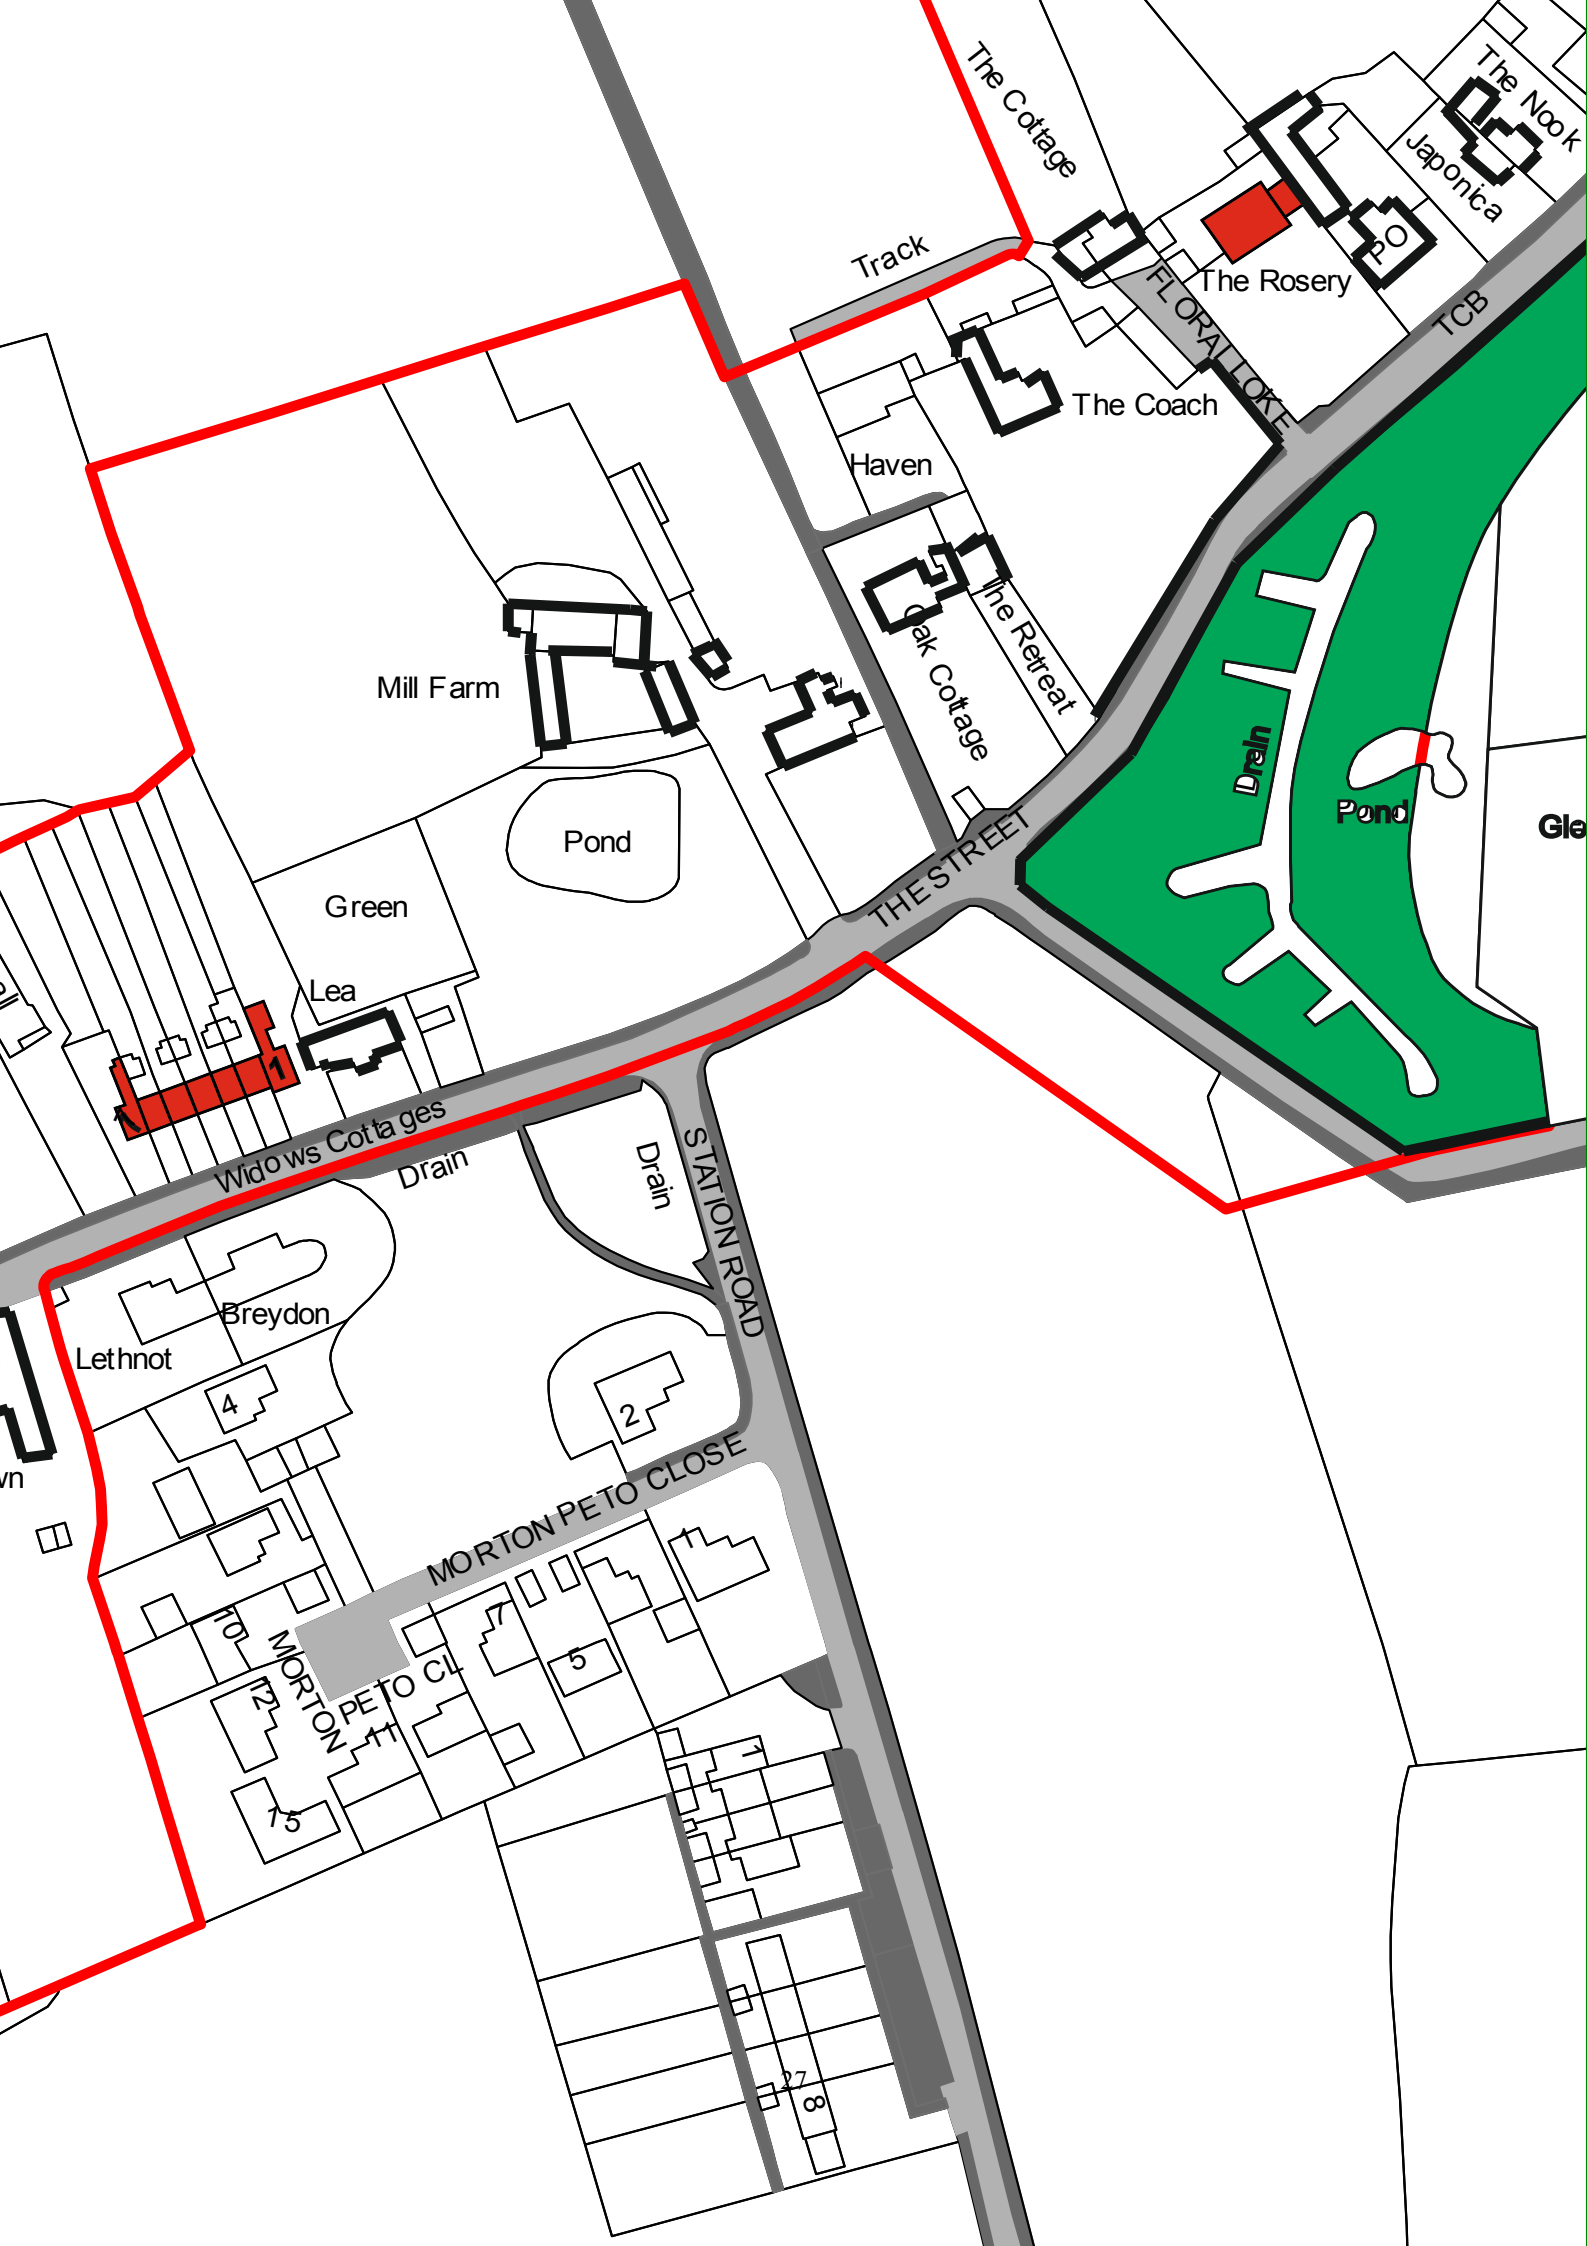 The Cottage
The Nook
Japonica
PO
Track
The Rosery
FLORAL LOKE
TCB
The Coach
Haven
The Retreat
Oak Cottage
Mill Farm
Drain
Pond
Pond
Green
THE STREET
Lea
1
Widows Cottages
Drain
Drain
STATION ROAD
Breydon
Lethnot
4
2
MORTON PETO CLOSE
1
7
10
5
MORTON
PETO CL
12
11
1
15
27
8